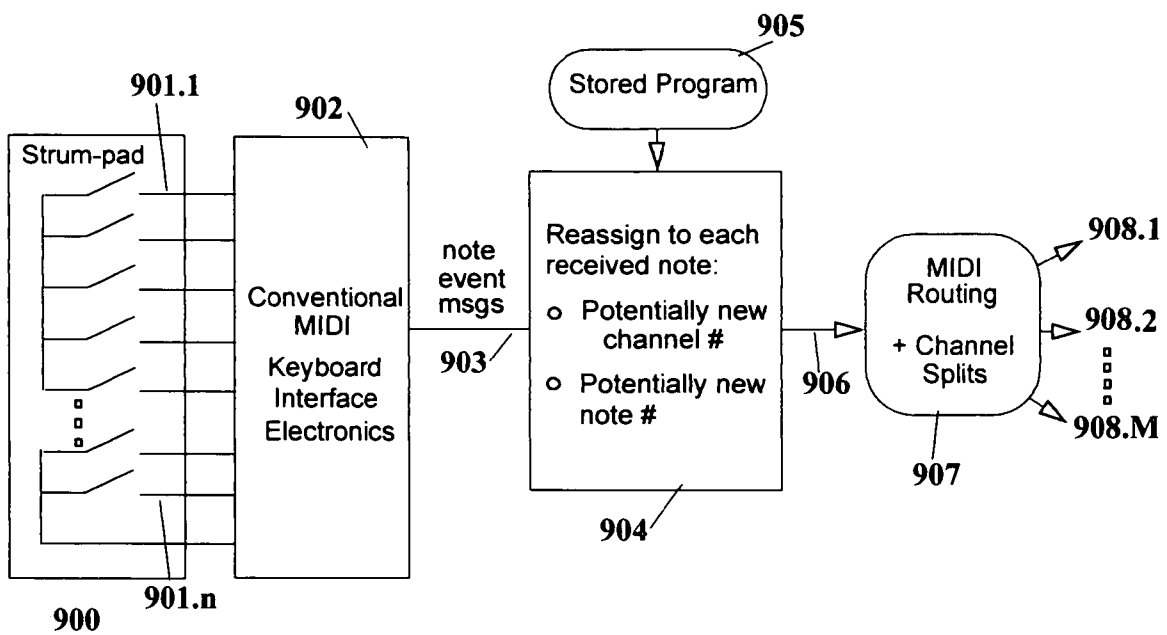 905
Stored Program
901.1
902
Strum-pad
Conventional
MIDI
Keyboard
Interface
Electronics
note
event
msgs
903
Reassign to each
received note:
o Potentially new
channel #
o Potentially new
note #
904
906
MIDI
Routing
+ Channel
Splits
907
908.1
908.2
908.M
901.n
900